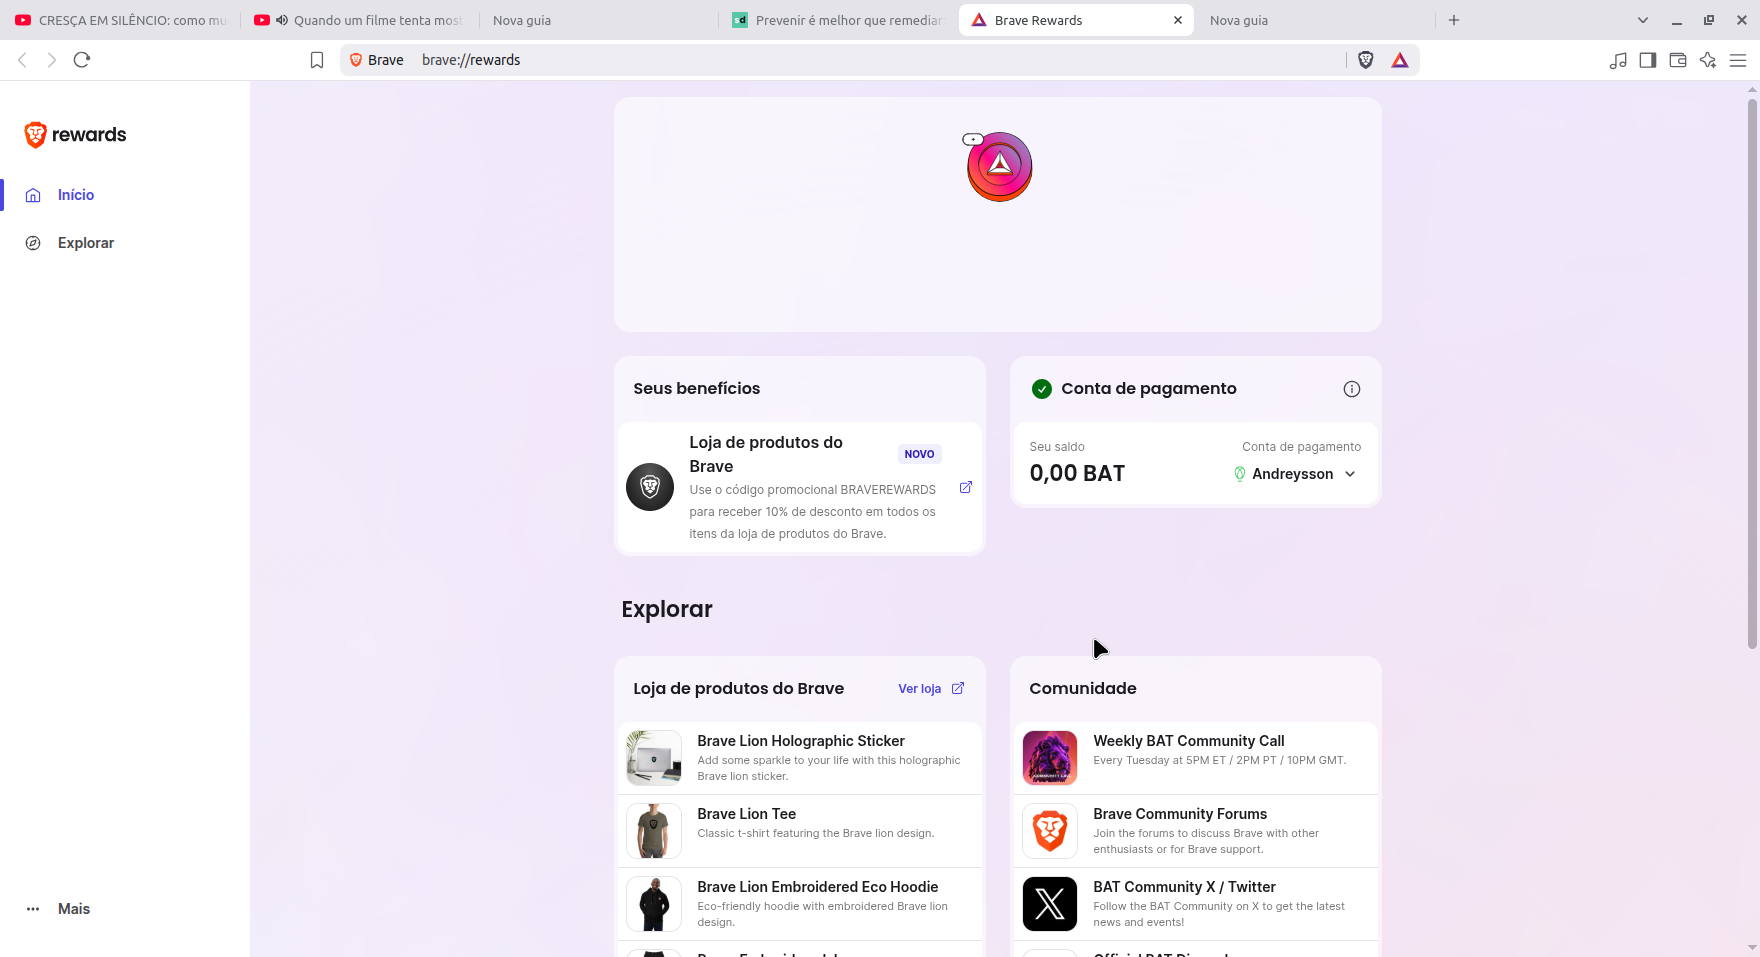 CRESÇA EM SILÊNCIO: como mu
Quando um filme tenta most
Nova guia
Prevenir é melhor que remediar
Brave Rewards
Nova guia
Brave
brave://rewards
rewards
Início
Explorar
Seus benefícios
Loja de produtos do
Brave
NOVO
Use o código promocional BRAVEREWARDS
para receber 10% de desconto em todos os
itens da loja de produtos do Brave.
Conta de pagamento
Seu saldo
Conta de pagamento
0,00 BAT
Andreysson
Explorar
Loja de produtos do Brave
Ver loja
Brave Lion Holographic Sticker
Add some sparkle to your life with this holographic
Brave lion sticker.
Brave Lion Tee
Classic t-shirt featuring the Brave lion design.
Brave Lion Embroidered Eco Hoodie
Eco-friendly hoodie with embroidered Brave lion
design.
Comunidade
Weekly BAT Community Call
Every Tuesday at 5PM ET / 2PM PT / 10PM GMT.
Brave Community Forums
Join the forums to discuss Brave with other
enthusiasts or for Brave support.
BAT Community X / Twitter
Follow the BAT Community on X to get the latest
news and events!
Mais